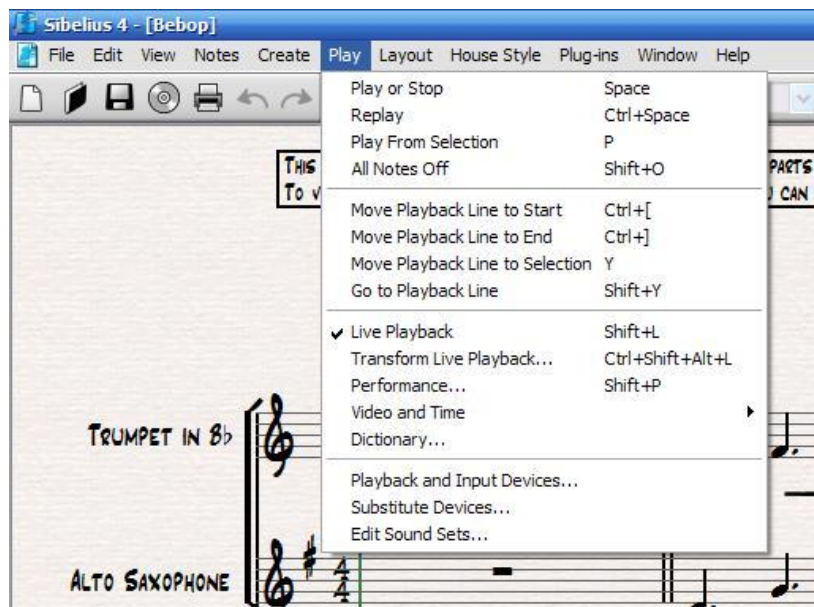 Sibelius 4 - [Bebop]
File Edit View Notes Create Play Layout House Style Plug-ins Window Help
Play or Stop Space
Replay Ctrl+Space
Play From Selection P
All Notes Off Shift+O
THIS PARTS
TO CAN
Move Playback Line to Start Ctrl+[
Move Playback Line to End Ctrl+]
Move Playback Line to Selection Y
Go to Playback Line Shift+Y
Live Playback Shift+L
Transform Live Playback... Ctrl+Shift+Alt+L
Performance... Shift+P
Video and Time
Dictionary...
Playback and Input Devices...
Substitute Devices...
Edit Sound Sets...
TRUMPET IN B♭
ALTO SAXOPHONE
4
4